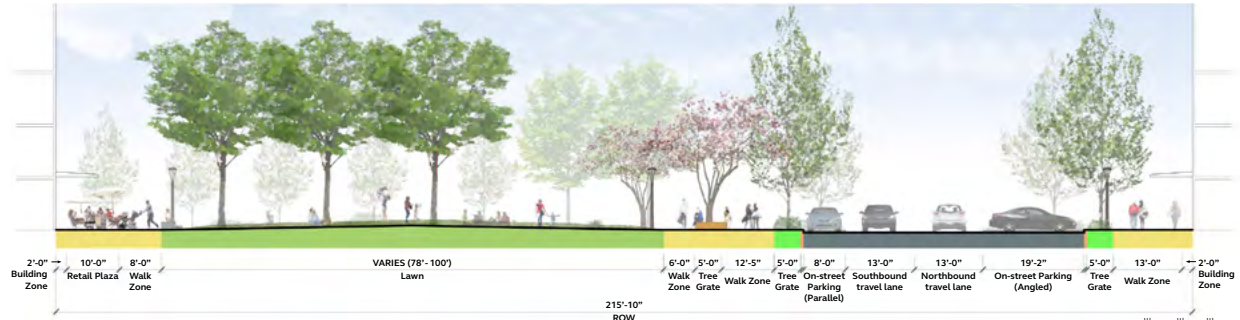 2'-0"
Building
Zone
10'-0"
Retail Plaza
8'-0"
Walk
Zone
VARIES (78'- 100')
Lawn
6'-0"
Walk
Zone
5'-0"
Tree
Grate
12'-5"
Walk Zone
5'-0"
Tree
Grate
8'-0"
On-street
Parking
(Parallel)
13'-0"
Southbound
travel lane
13'-0"
Northbound
travel lane
19'-2"
On-street Parking
(Angled)
5'-0"
Tree
Grate
13'-0"
Walk Zone
2'-0"
Building
Zone
215'-10"
ROW